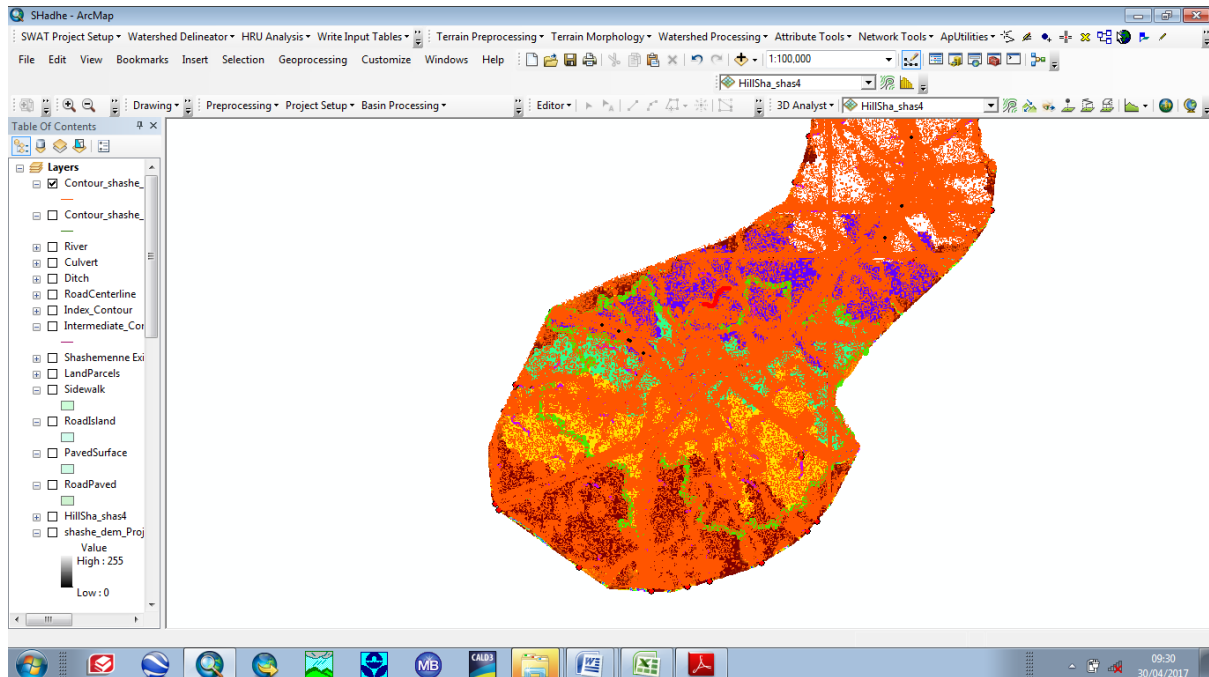 SHadhe - ArcMap
SWAT Project Setup Watershed Delineator HRU Analysis Write Input Tables Terrain Preprocessing Terrain Morphology Watershed Processing Attribute Tools Network Tools ApUtilities
File Edit View Bookmarks Insert Selection Geoprocessing Customize Windows Help 1:100,000
HillSha_shas4
Drawing Preprocessing Project Setup Basin Processing Editor 3D Analyst HillSha_shas4
Table Of Contents
Layers
Contour_shashe_
Contour_shashe_
River
Culvert
Ditch
RoadCenterline
Index_Contour
Intermediate_Cor
Shashemenne Exi
LandParcels
Sidewalk
RoadIsland
PavedSurface
RoadPaved
HillSha_shas4
shashe_dem_Proj
Value
High : 255
Low : 0
MB
CALD3
09:30
30/04/2017